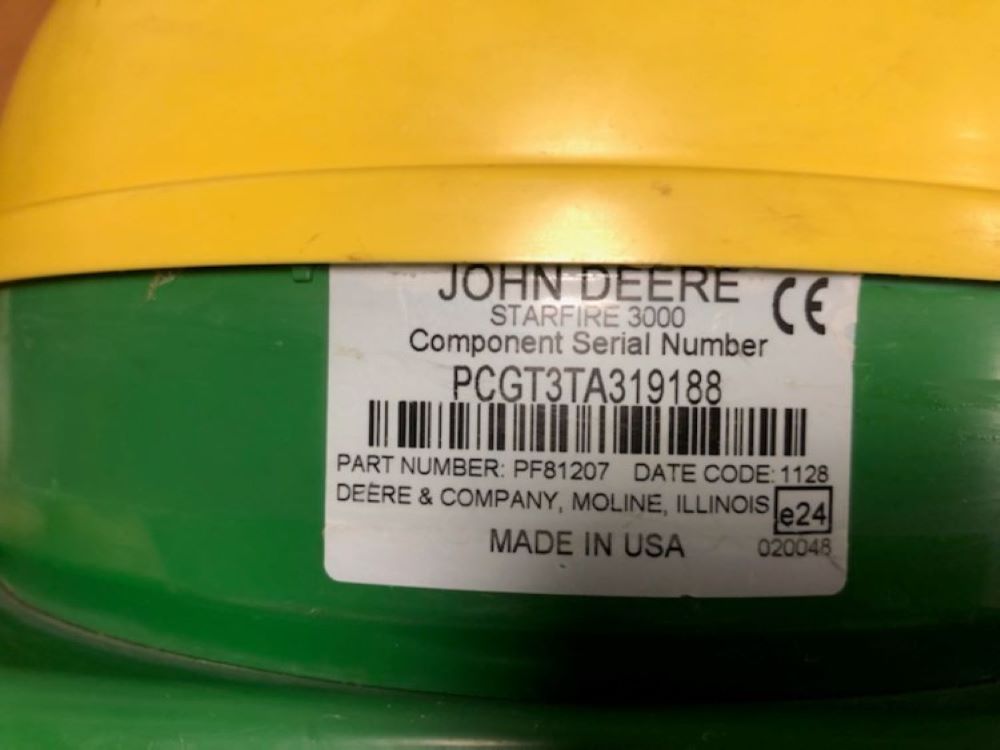 JOHN DEERE
CE
STARFIRE 3000
Component Serial Number
PCGT3TA319188
PART NUMBER: PF81207 DATE CODE: 1128
DEERE & COMPANY, MOLINE, ILLINOIS
e24
MADE IN USA
020048